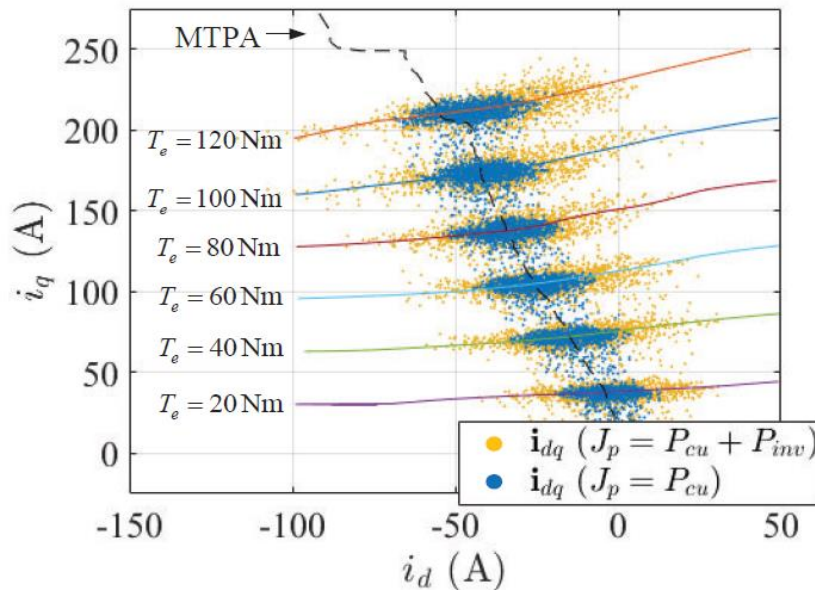 MTPA
250
200
T_e = 120 Nm
T_e = 100 Nm
150
T_e = 80 Nm
100
T_e = 60 Nm
T_e = 40 Nm
50
T_e = 20 Nm
0
i_q (A)
i_dq (J_p = P_cu + P_inv)
i_dq (J_p = P_cu)
-150 -100 -50 0 50
i_d (A)